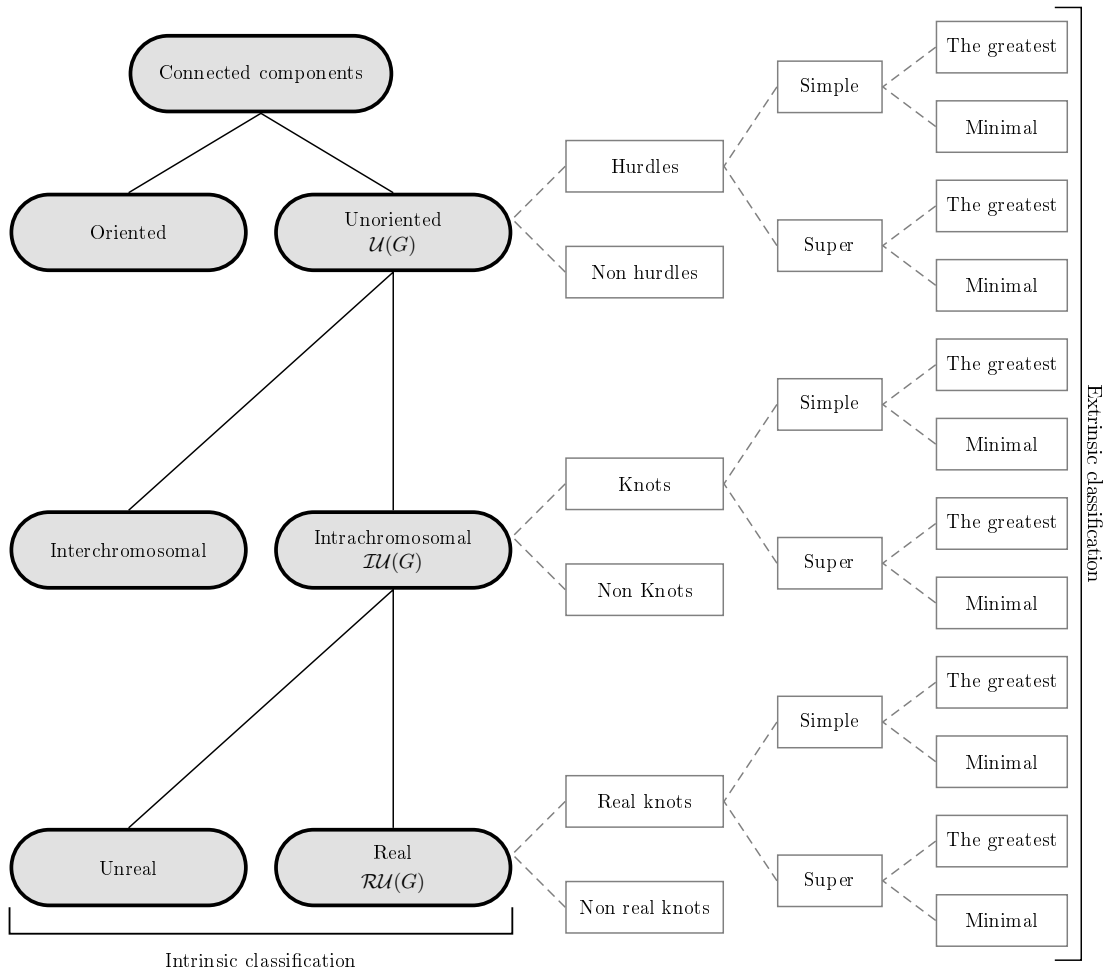 Connected components
Oriented
Unoriented
𝒰(G)
Hurdles
Non hurdles
Simple
The greatest
Minimal
Super
The greatest
Minimal
Interchromosomal
Intrachromosomal
ℐ𝒰(G)
Knots
Non Knots
Simple
The greatest
Minimal
Super
The greatest
Minimal
Unreal
Real
ℛ𝒰(G)
Real knots
Non real knots
Simple
The greatest
Minimal
Super
The greatest
Minimal
Intrinsic classification
Extrinsic classification